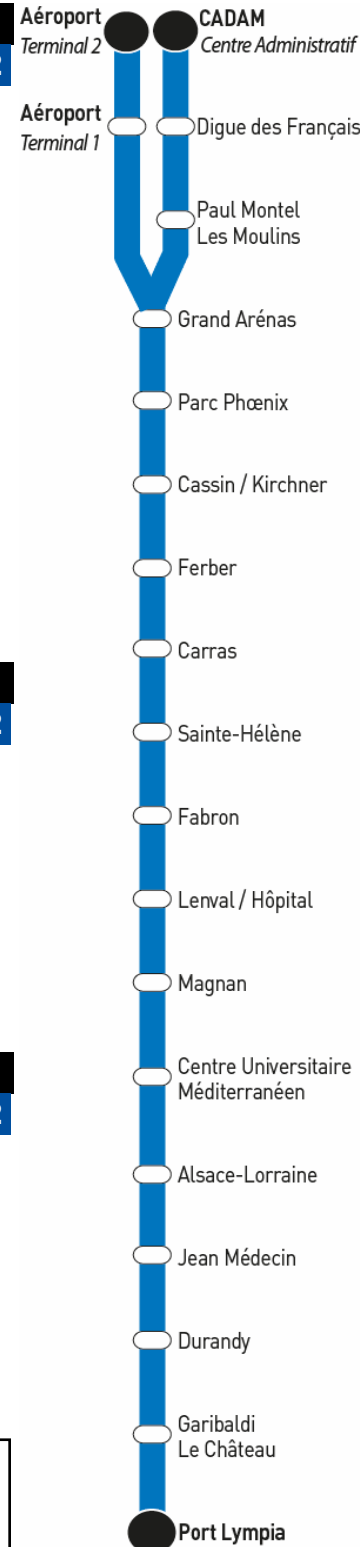 Aéroport
Terminal 2
CADAM
Centre Administratif
Aéroport
Terminal 1
Digue des Français
Paul Montel
Les Moulins
Grand Arénas
Parc Phœnix
Cassin / Kirchner
Ferber
Carras
Sainte-Hélène
Fabron
Lenval / Hôpital
Magnan
Centre Universitaire
Méditerranéen
Alsace-Lorraine
Jean Médecin
Durandy
Garibaldi
Le Château
Port Lympia